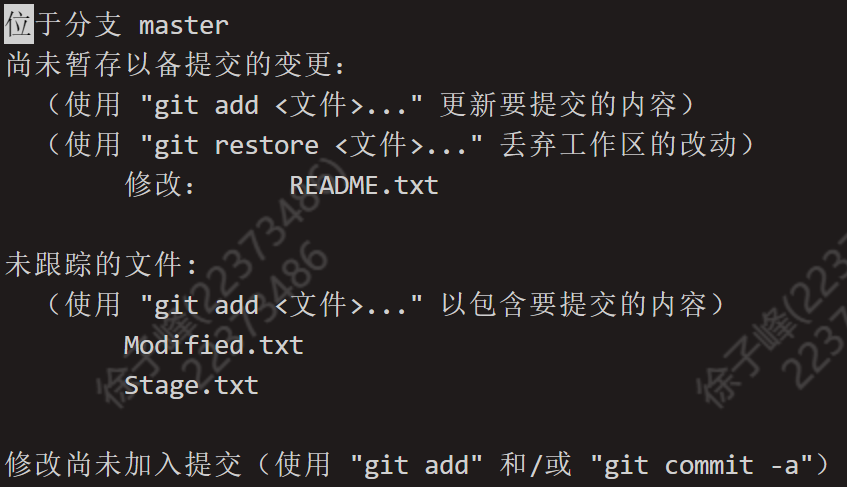 位于分支 master
尚未暂存以备提交的变更：
（使用 "git add <文件>..." 更新要提交的内容）
（使用 "git restore <文件>..." 丢弃工作区的改动）
修改：     README.txt
未跟踪的文件:
（使用 "git add <文件>..." 以包含要提交的内容）
Modified.txt
Stage.txt
修改尚未加入提交（使用 "git add" 和/或 "git commit -a"）
徐子峰(22373486)
22373486
徐子峰(2237
2237